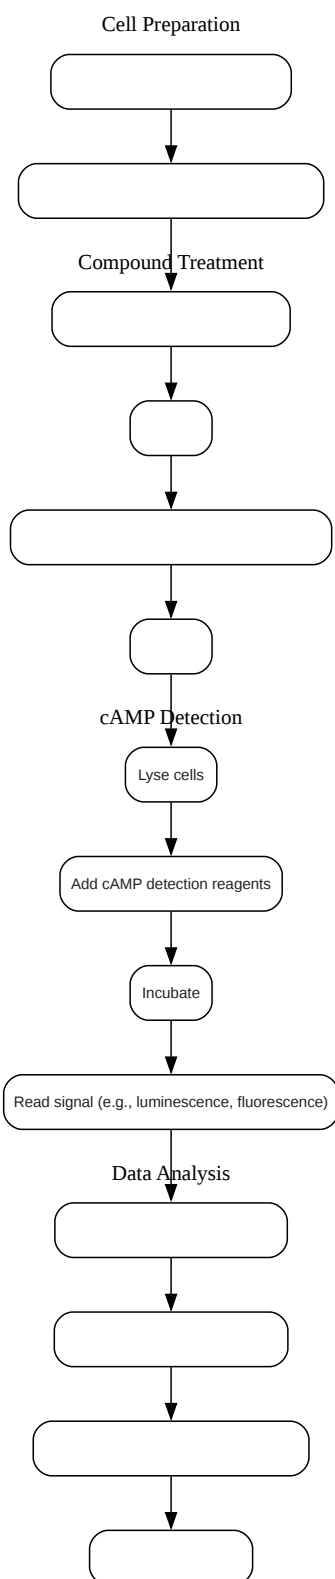 Cell Preparation
Compound Treatment
cAMP Detection
Lyse cells
Add cAMP detection reagents
Incubate
Read signal (e.g., luminescence, fluorescence)
Data Analysis